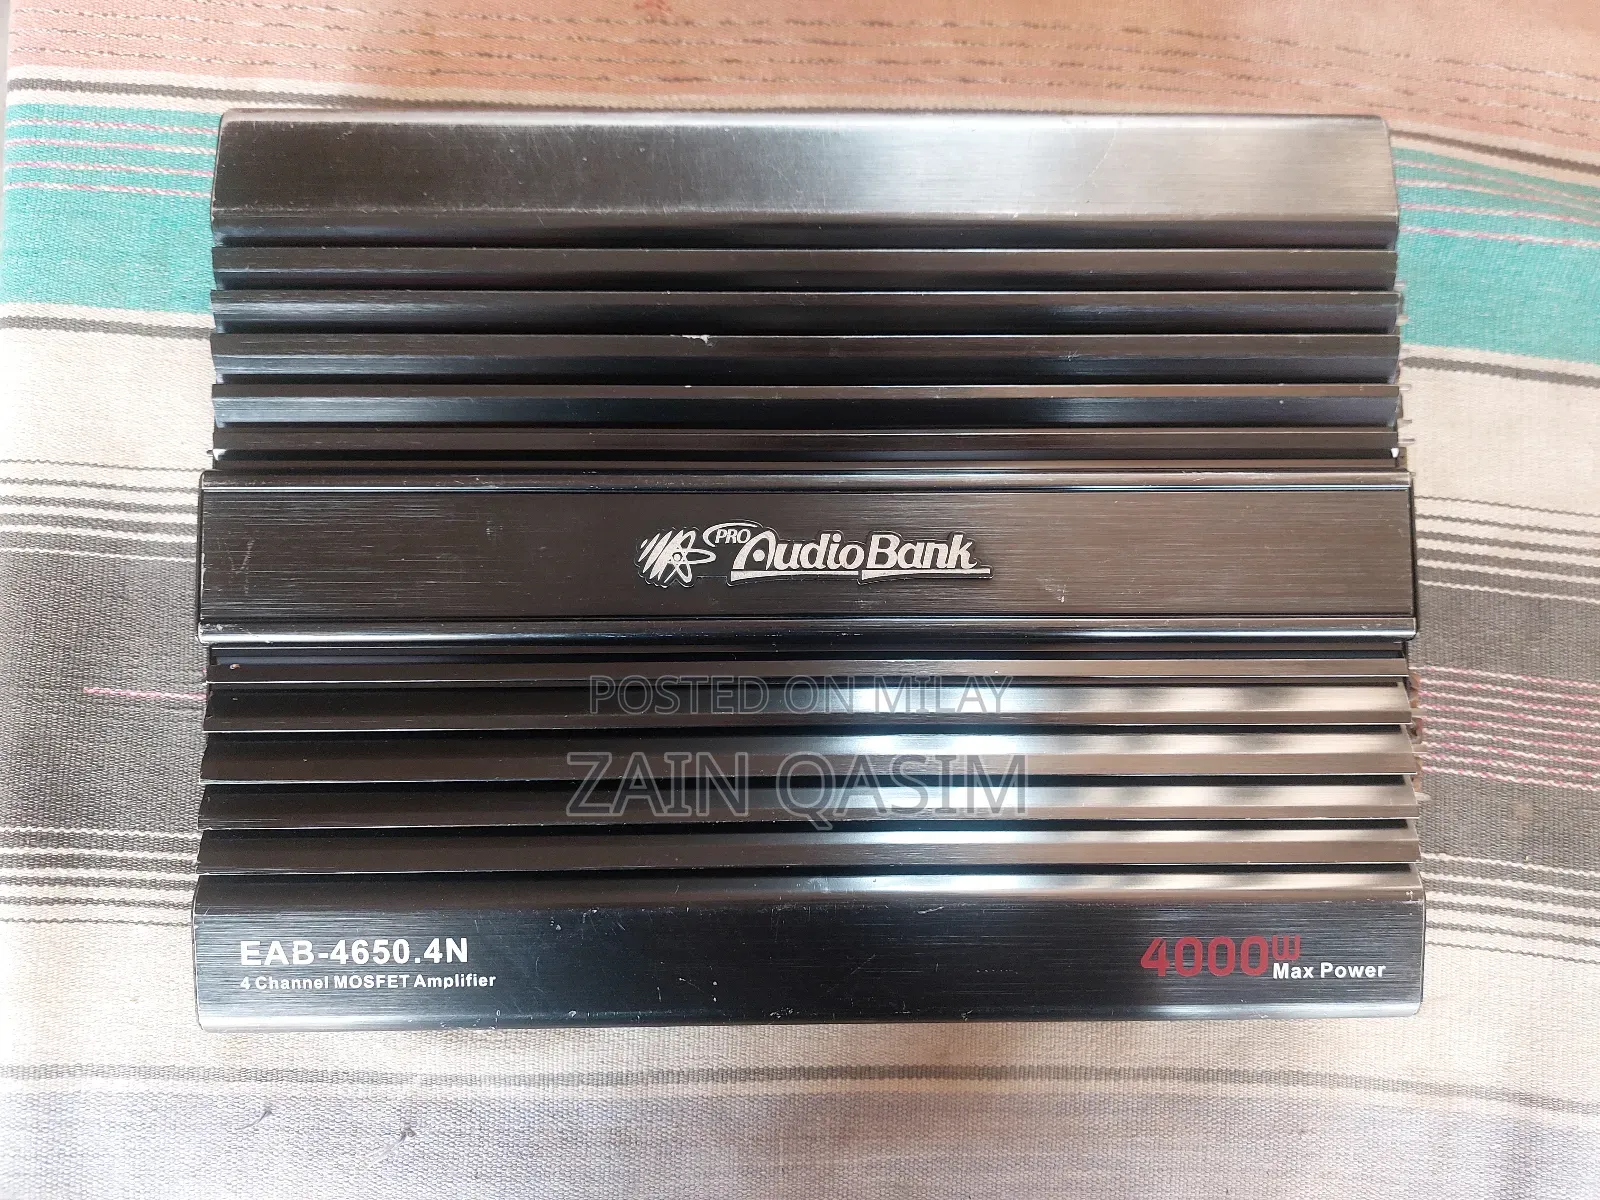 PRO AudioBank
POSTED ON MILAY
ZAIN QASIM
EAB-4650.4N
4 Channel MOSFET Amplifier
4000W
Max Power